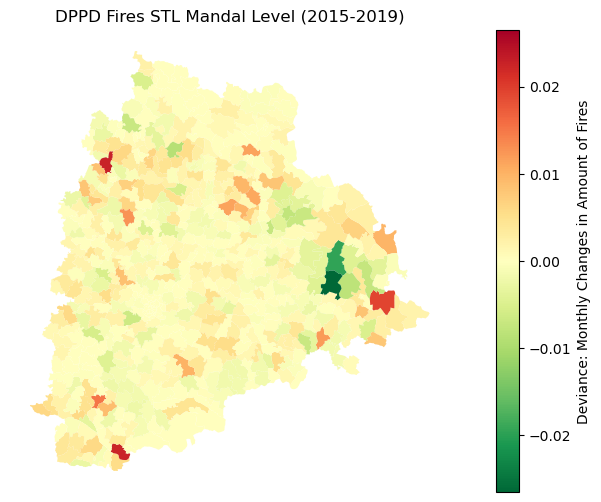 DPPD Fires STL Mandal Level (2015-2019)
0.02
0.01
0.00
−0.01
−0.02
Deviance: Monthly Changes in Amount of Fires